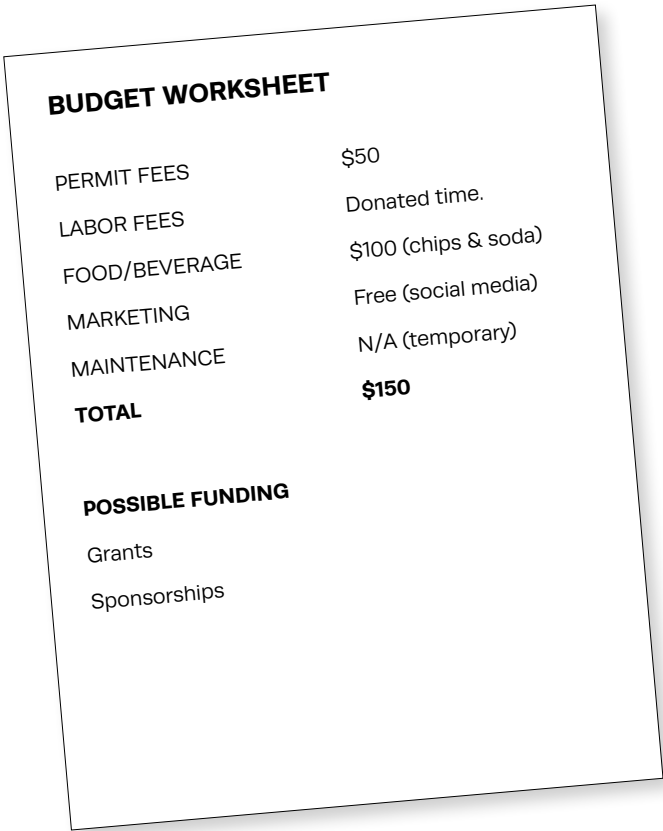 BUDGET WORKSHEET
PERMIT FEES $50
LABOR FEES Donated time.
FOOD/BEVERAGE $100 (chips & soda)
MARKETING Free (social media)
MAINTENANCE N/A (temporary)
TOTAL $150
POSSIBLE FUNDING
Grants
Sponsorships